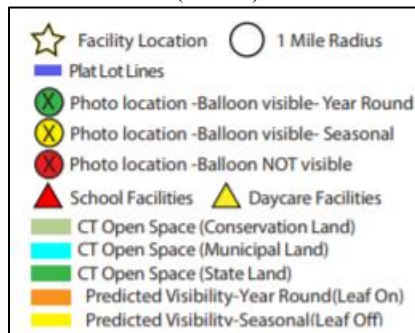 Facility Location 1 Mile Radius
Plat Lot Lines
X Photo location -Balloon visible- Year Round
X Photo location -Balloon visible- Seasonal
X Photo location -Balloon NOT visible
School Facilities Daycare Facilities
CT Open Space (Conservation Land)
CT Open Space (Municipal Land)
CT Open Space (State Land)
Predicted Visibility-Year Round(Leaf On)
Predicted Visibility-Seasonal(Leaf Off)